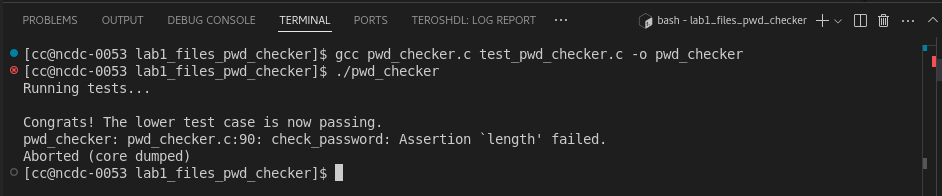 PROBLEMS OUTPUT DEBUG CONSOLE TERMINAL PORTS TEROSHDL: LOG REPORT bash - lab1_files_pwd_checker
[cc@ncdc-0053 lab1_files_pwd_checker]$ gcc pwd_checker.c test_pwd_checker.c -o pwd_checker
[cc@ncdc-0053 lab1_files_pwd_checker]$ ./pwd_checker
Running tests...
Congrats! The lower test case is now passing.
pwd_checker: pwd_checker.c:90: check_password: Assertion `length' failed.
Aborted (core dumped)
[cc@ncdc-0053 lab1_files_pwd_checker]$